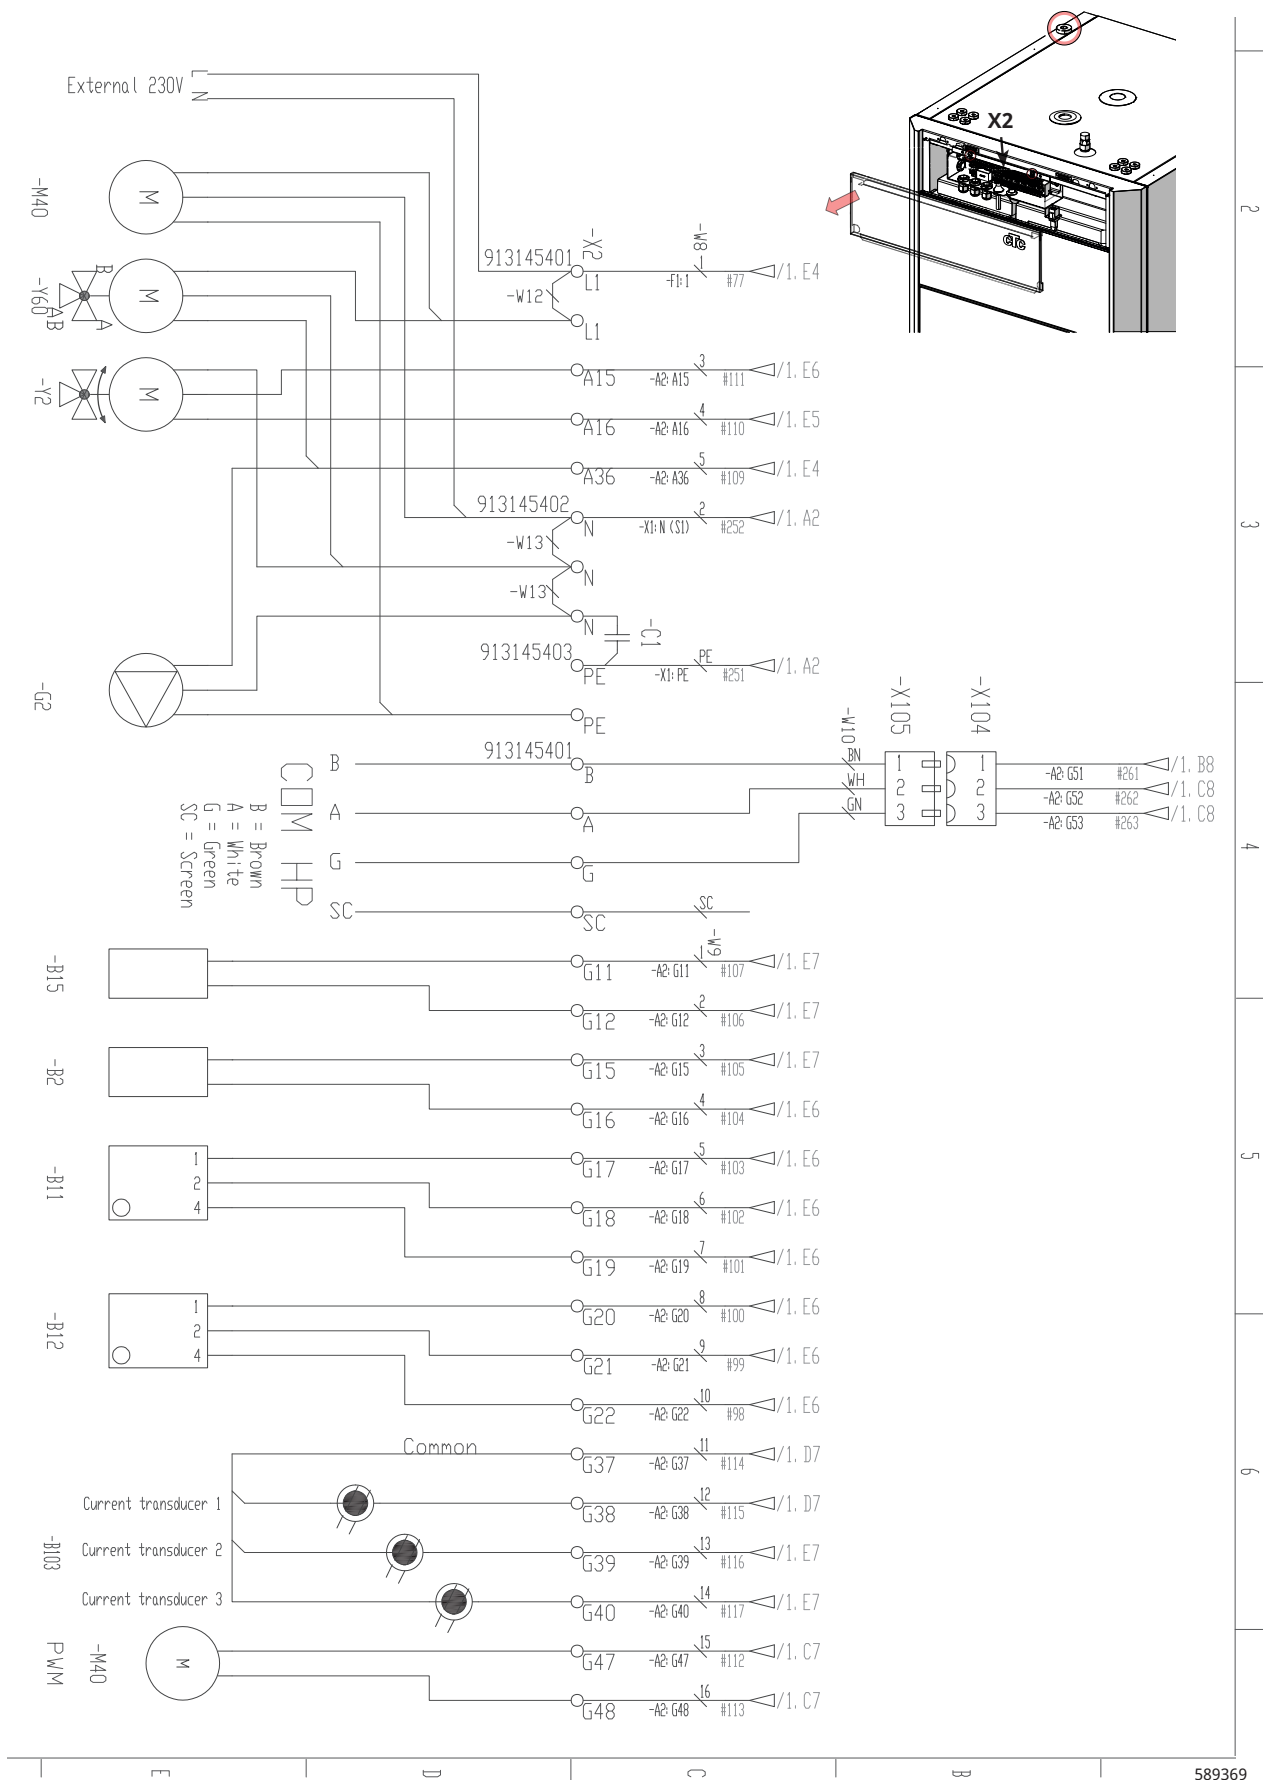 External 230V
L
N
X2
CTC
-M40
M
2
-X2
-W8
913145401
1
/1. E4
L1
-F1:1
#77
B
-Y60
A
AB
M
-W12
L1
-Y2
M
3
/1. E6
A15
-A2: A15
#111
4
/1. E5
A16
-A2: A16
#110
5
/1. E4
A36
-A2: A36
#109
913145402
2
/1. A2
N
-X1: N (S1)
#252
3
-W13
N
-W13
N
-C1
913145403
PE
/1. A2
PE
-X1: PE
#251
-G2
PE
-X105
-X104
-W10
913145401
B
B
BN
1
1
/1. B8
-A2: G51
#261
WH
2
2
/1. C8
-A2: G52
#262
A
A
GN
3
3
/1. C8
-A2: G53
#263
COM HP
B = Brown
A = White
G = Green
SC = Screen
G
G
4
SC
SC
SC
-W9
-B15
1
/1. E7
G11
-A2: G11
#107
2
/1. E7
G12
-A2: G12
#106
-B2
3
/1. E7
G15
-A2: G15
#105
4
/1. E6
G16
-A2: G16
#104
-B11
1
2
4
5
/1. E6
G17
-A2: G17
#103
5
6
/1. E6
G18
-A2: G18
#102
7
/1. E6
G19
-A2: G19
#101
-B12
1
2
4
8
/1. E6
G20
-A2: G20
#100
9
/1. E6
G21
-A2: G21
#99
10
/1. E6
G22
-A2: G22
#98
Common
11
/1. D7
G37
-A2: G37
#114
6
Current transducer 1
12
/1. D7
G38
-A2: G38
#115
-B103
Current transducer 2
13
/1. E7
G39
-A2: G39
#116
Current transducer 3
14
/1. E7
G40
-A2: G40
#117
PWM
-M40
M
15
/1. C7
G47
-A2: G47
#112
16
/1. C7
G48
-A2: G48
#113
E
D
C
B
589369